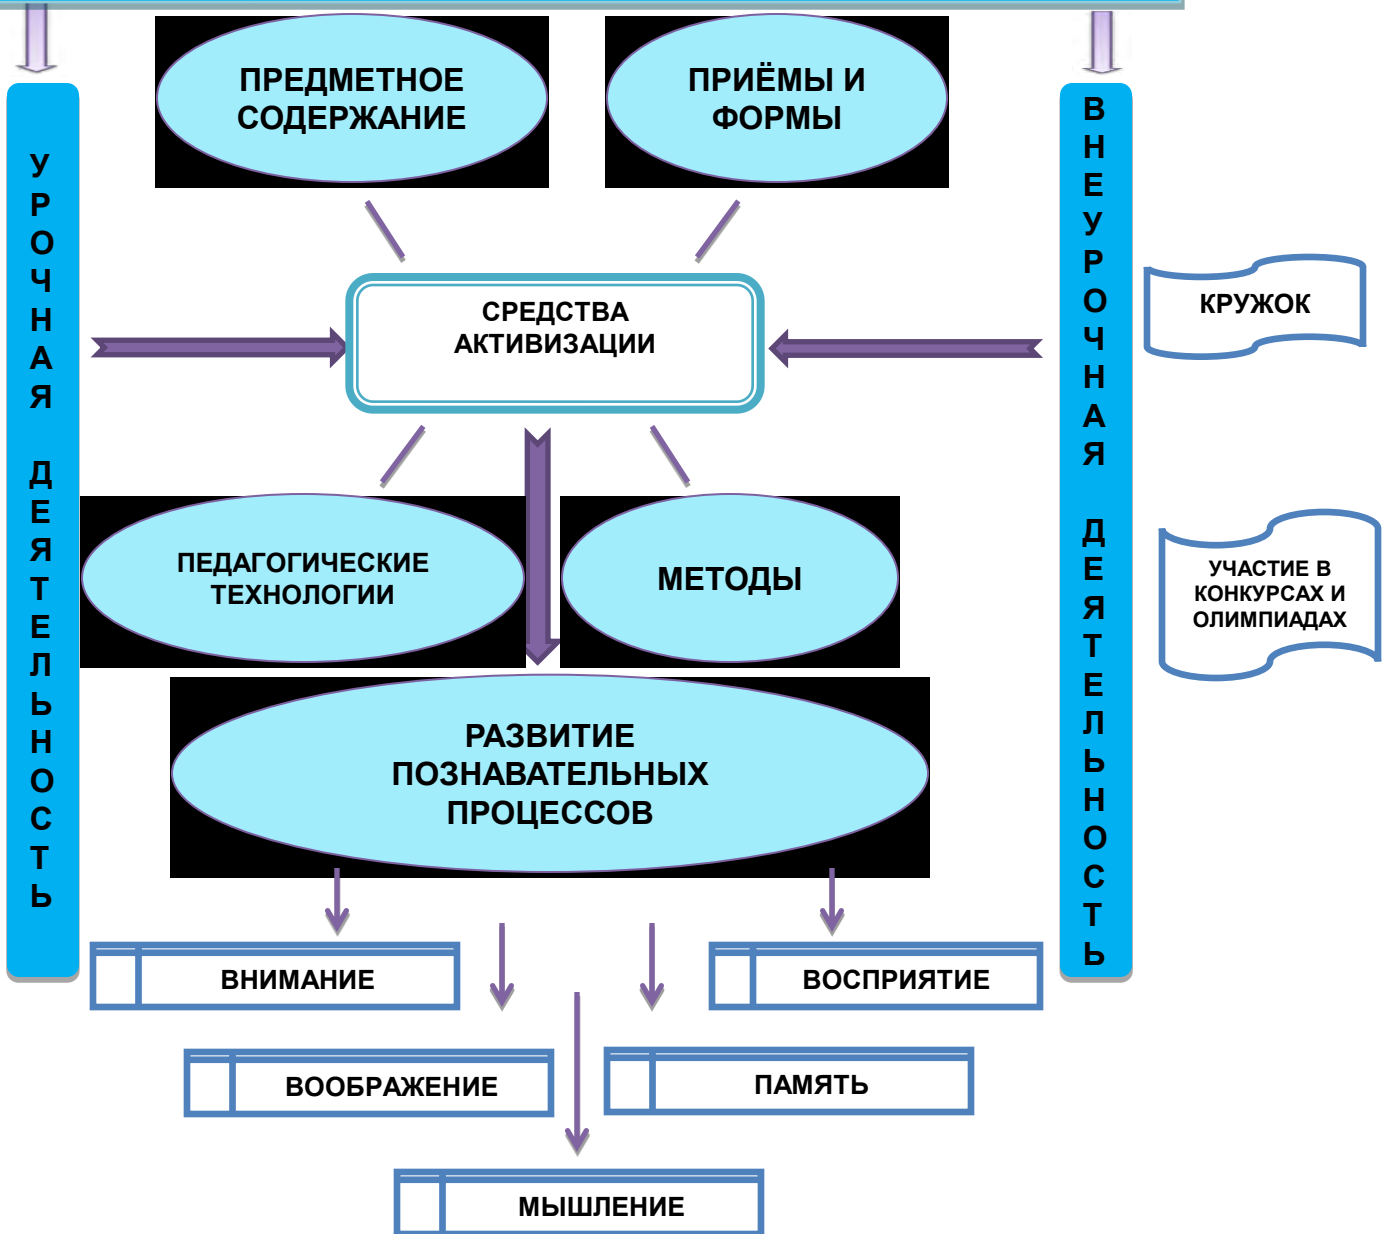 ПРЕДМЕТНОЕ
СОДЕРЖАНИЕ
ПРИЁМЫ И
ФОРМЫ
УРОЧНАЯ ДЕЯТЕЛЬНОСТЬ
ВНЕУРОЧНАЯ ДЕЯТЕЛЬНОСТЬ
СРЕДСТВА
АКТИВИЗАЦИИ
КРУЖОК
ПЕДАГОГИЧЕСКИЕ
ТЕХНОЛОГИИ
МЕТОДЫ
УЧАСТИЕ В
КОНКУРСАХ И
ОЛИМПИАДАХ
РАЗВИТИЕ
ПОЗНАВАТЕЛЬНЫХ
ПРОЦЕССОВ
ВНИМАНИЕ
ВОСПРИЯТИЕ
ВООБРАЖЕНИЕ
ПАМЯТЬ
МЫШЛЕНИЕ